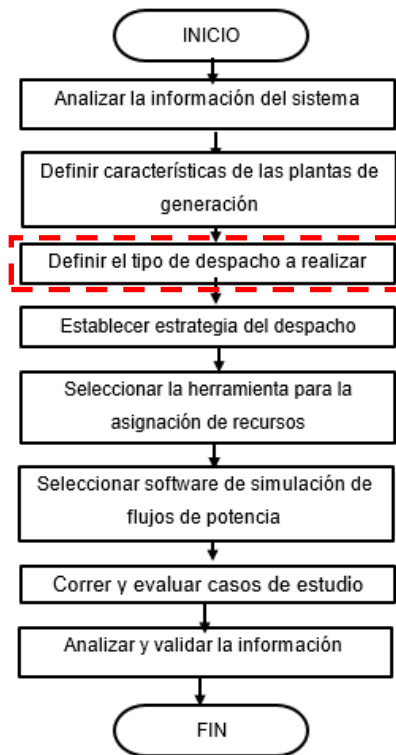 INICIO
Analizar la información del sistema
Definir características de las plantas de
generación
Definir el tipo de despacho a realizar
Establecer estrategia del despacho
Seleccionar la herramienta para la
asignación de recursos
Seleccionar software de simulación de
flujos de potencia
Correr y evaluar casos de estudio
Analizar y validar la información
FIN